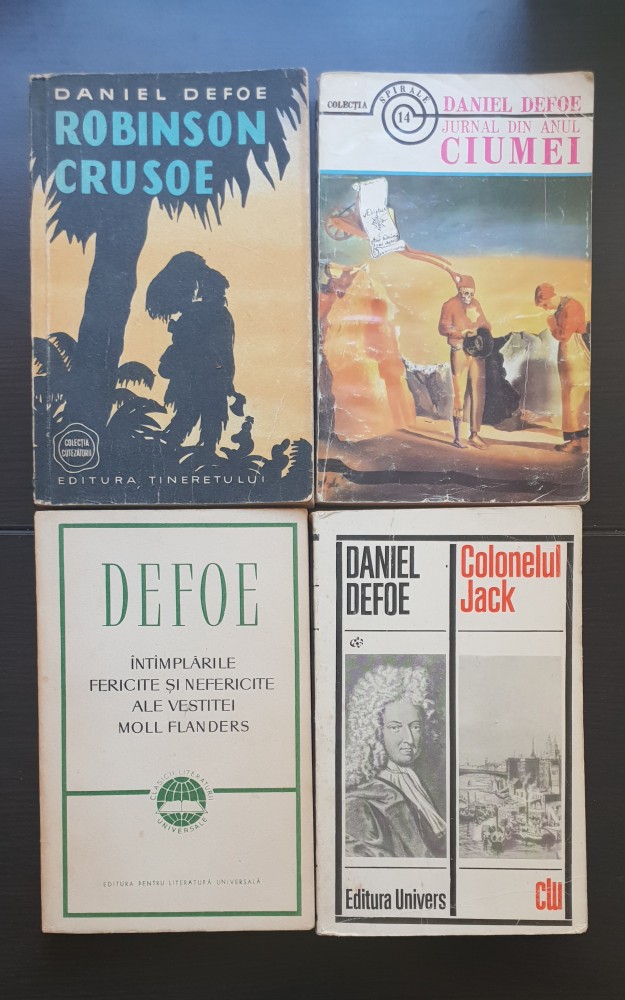 DANIEL DEFOE
ROBINSON
CRUSOE
COLECȚIA
CUTEZĂTORII
EDITURA TINERETULUI
COLECȚIA
SPIRALE
14
DANIEL DEFOE
JURNAL DIN ANUL
CIUMEI
DEFOE
ÎNTÎMPLĂRILE
FERICITE ȘI NEFERICITE
ALE VESTITEI
MOLL FLANDERS
CLASICII LITERATURII
UNIVERSALE
EDITURA PENTRU LITERATURA UNIVERSALĂ
DANIEL
DEFOE
Colonelul
Jack
Editura Univers
clu